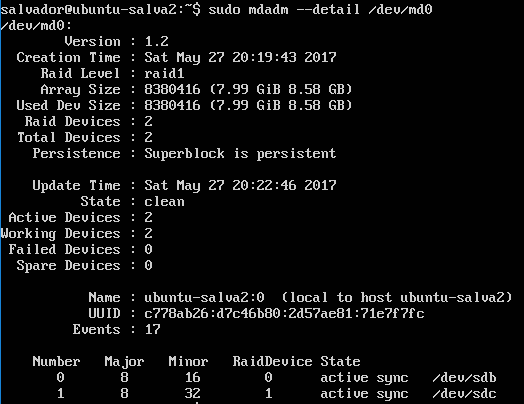 salvador@ubuntu-salva2:~$ sudo mdadm --detail /dev/md0
/dev/md0:
Version : 1.2
Creation Time : Sat May 27 20:19:43 2017
Raid Level : raid1
Array Size : 8380416 (7.99 GiB 8.58 GB)
Used Dev Size : 8380416 (7.99 GiB 8.58 GB)
Raid Devices : 2
Total Devices : 2
Persistence : Superblock is persistent
Update Time : Sat May 27 20:22:46 2017
State : clean
Active Devices : 2
Working Devices : 2
Failed Devices : 0
Spare Devices : 0
Name : ubuntu-salva2:0 (local to host ubuntu-salva2)
UUID : c778ab26:d7c46b80:2d57ae81:71e7f7fc
Events : 17
Number Major Minor RaidDevice State
0 8 16 0 active sync /dev/sdb
1 8 32 1 active sync /dev/sdc